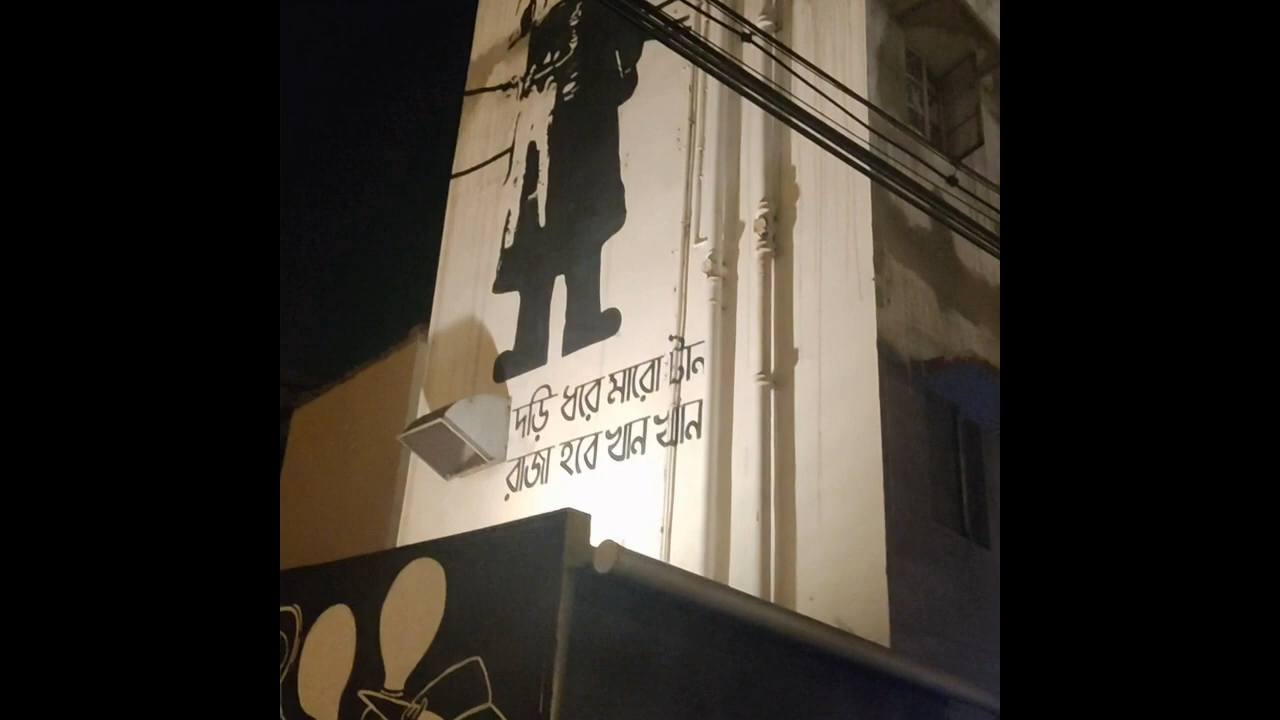 দড়ি ধরে মারো টান
রাজা হবে খান খান